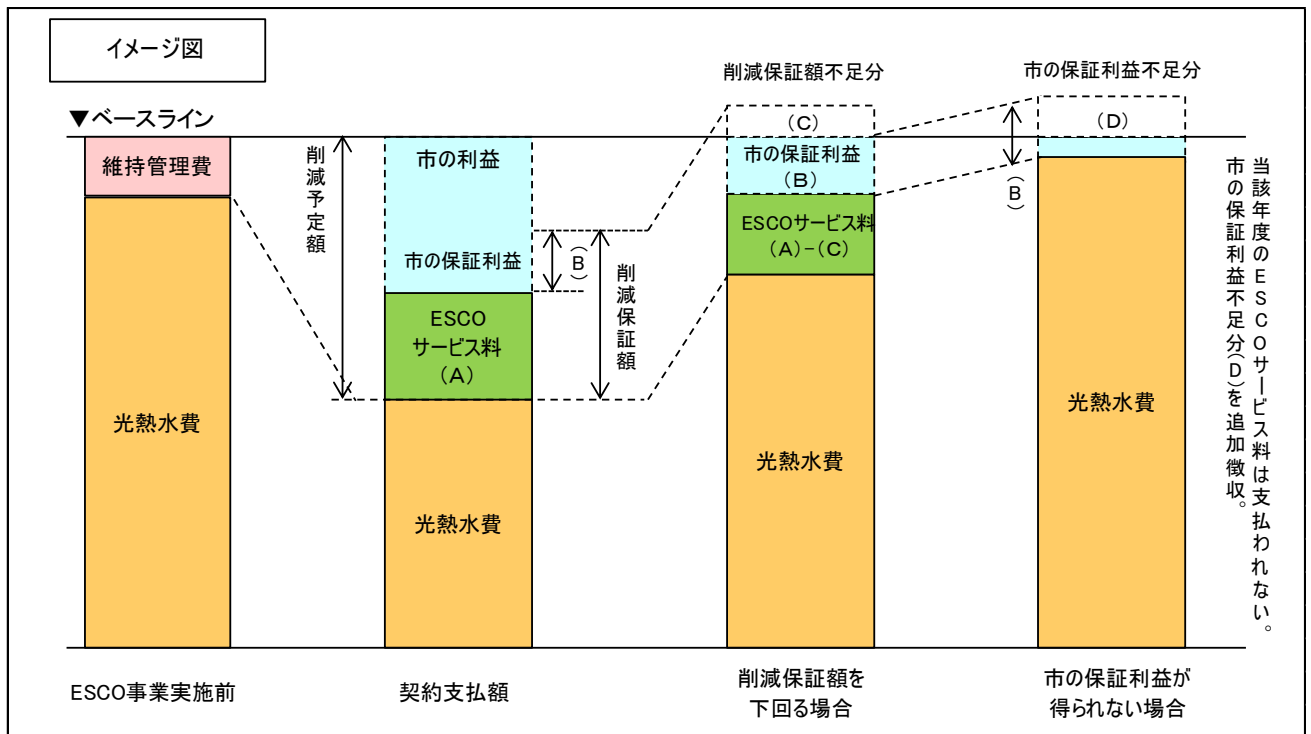 イメージ図
▼ベースライン
維持管理費
光熱水費
ESCO事業実施前
削減予定額
市の利益
市の保証利益
(B)
ESCO
サービス料
(A)
光熱水費
削減保証額
契約支払額
削減保証額不足分
(C)
市の保証利益
(B)
ESCOサービス料
(A)-(C)
光熱水費
削減保証額を
下回る場合
市の保証利益不足分
(D)
(B)
光熱水費
市の保証利益が
得られない場合
当該年度のESCOサービス料は支払われない。
市の保証利益不足分(D)を追加徴収。